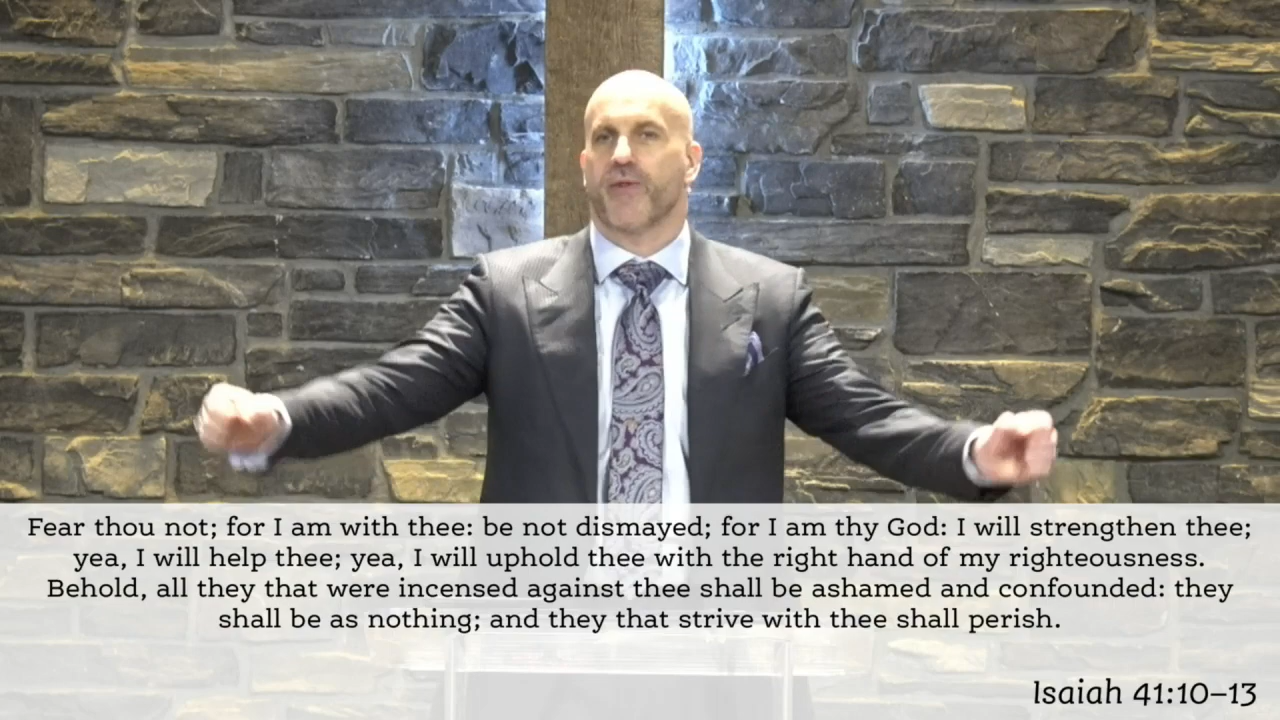 Fear thou not; for I am with thee: be not dismayed; for I am thy God: I will strengthen thee;
yea, I will help thee; yea, I will uphold thee with the right hand of my righteousness.
Behold, all they that were incensed against thee shall be ashamed and confounded: they
shall be as nothing; and they that strive with thee shall perish.
Isaiah 41:10–13